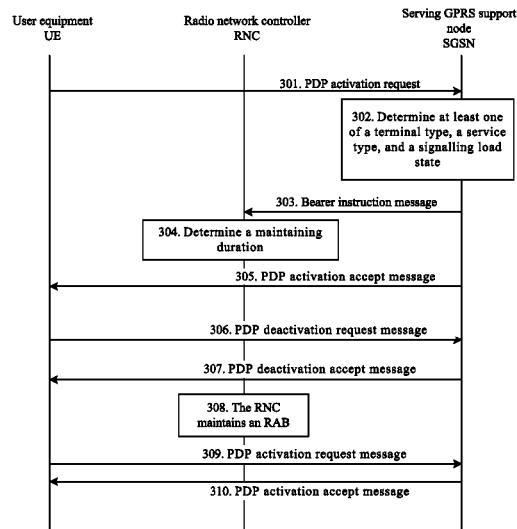 User equipment
UE
Radio network controller
RNC
Serving GPRS support
node
SGSN
301. PDP activation request
302. Determine at least one
of a terminal type, a service
type, and a signalling load
state
303. Bearer instruction message
304. Determine a maintaining
duration
305. PDP activation accept message
306. PDP deactivation request message
307. PDP deactivation accept message
308. The RNC
maintains an RAB
309. PDP activation request message
310. PDP activation accept message